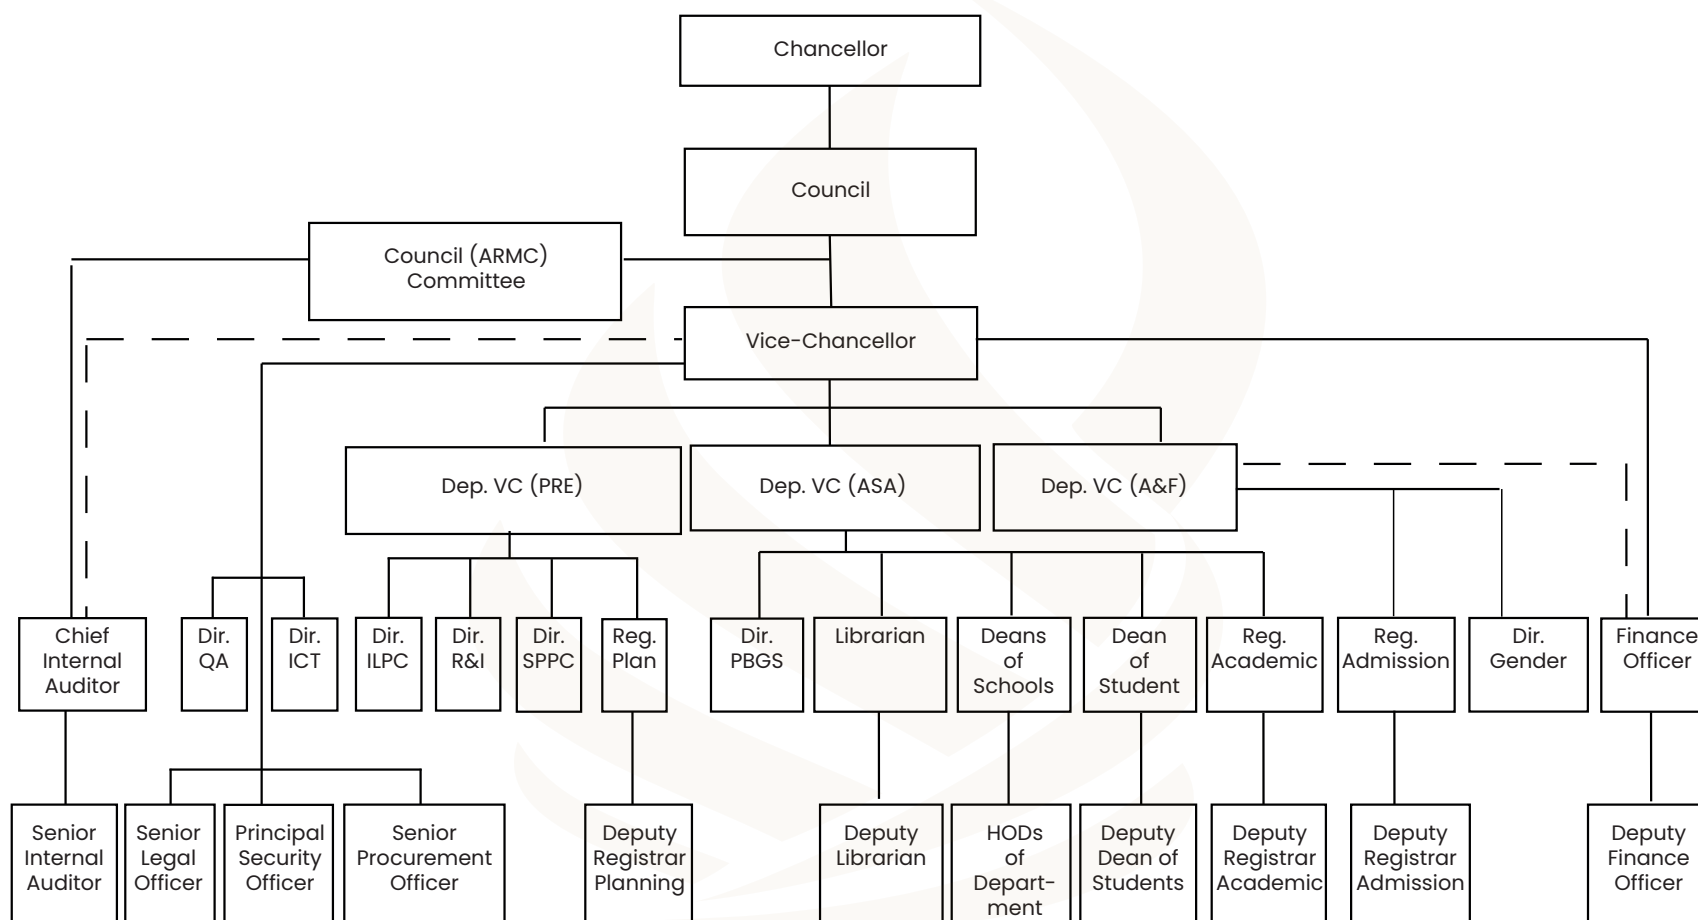 Chancellor
Council
Council (ARMC)
Committee
Vice-Chancellor
Dep. VC (PRE)
Dep. VC (ASA)
Dep. VC (A&F)
Chief
Internal
Auditor
Dir.
QA
Dir.
ICT
Dir.
ILPC
Dir.
R&I
Dir.
SPPC
Reg.
Plan
Dir.
PBGS
Librarian
Deans
of
Schools
Dean
of
Student
Reg.
Academic
Reg.
Admission
Dir.
Gender
Finance
Officer
Senior
Internal
Auditor
Senior
Legal
Officer
Principal
Security
Officer
Senior
Procurement
Officer
Deputy
Registrar
Planning
Deputy
Librarian
HODs
of
Depart-
ment
Deputy
Dean of
Students
Deputy
Registrar
Academic
Deputy
Registrar
Admission
Deputy
Finance
Officer